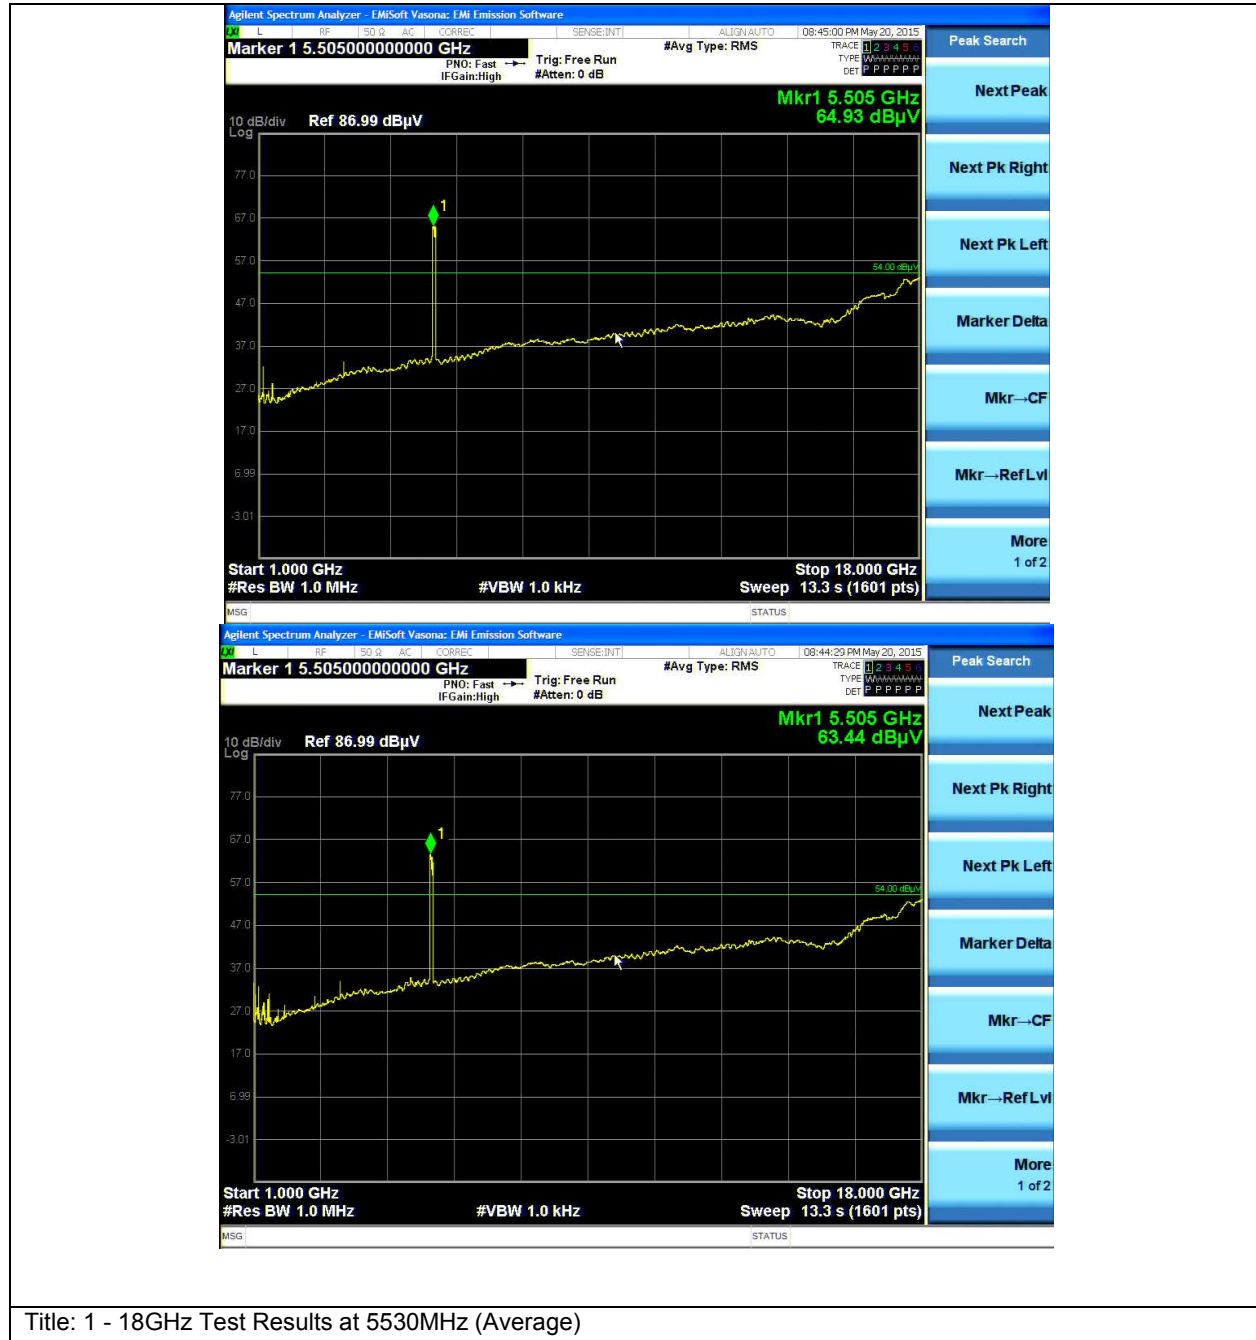 Agilent Spectrum Analyzer - EMiSoft Vasona: EMi Emission Software
LXI L RF 50 Ω AC CORREC SENSE:INT ALIGN AUTO 08:45:00 PM May 20, 2015
Marker 1 5.505000000000 GHz
#Avg Type: RMS
TRACE 1 2 3 4 5 6
PNO: Fast
Trig: Free Run
TYPE
IFGain:High
#Atten: 0 dB
DET P P P P P P
Mkr1 5.505 GHz
64.93 dBµV
10 dB/div Ref 86.99 dBµV
Log
77.0
67.0
57.0
47.0
37.0
27.0
17.0
6.99
-3.01
1
54.00 dBµV
Start 1.000 GHz
Stop 18.000 GHz
#Res BW 1.0 MHz
#VBW 1.0 kHz
Sweep 13.3 s (1601 pts)
MSG
STATUS
Peak Search
Next Peak
Next Pk Right
Next Pk Left
Marker Delta
Mkr→CF
Mkr→Ref Lvl
More
1 of 2
Agilent Spectrum Analyzer - EMiSoft Vasona: EMi Emission Software
LXI L RF 50 Ω AC CORREC SENSE:INT ALIGN AUTO 08:44:29 PM May 20, 2015
Marker 1 5.505000000000 GHz
#Avg Type: RMS
TRACE 1 2 3 4 5 6
PNO: Fast
Trig: Free Run
TYPE
IFGain:High
#Atten: 0 dB
DET P P P P P P
Mkr1 5.505 GHz
63.44 dBµV
10 dB/div Ref 86.99 dBµV
Log
77.0
67.0
57.0
47.0
37.0
27.0
17.0
6.99
-3.01
1
54.00 dBµV
Start 1.000 GHz
Stop 18.000 GHz
#Res BW 1.0 MHz
#VBW 1.0 kHz
Sweep 13.3 s (1601 pts)
MSG
STATUS
Peak Search
Next Peak
Next Pk Right
Next Pk Left
Marker Delta
Mkr→CF
Mkr→Ref Lvl
More
1 of 2
Title: 1 - 18GHz Test Results at 5530MHz (Average)